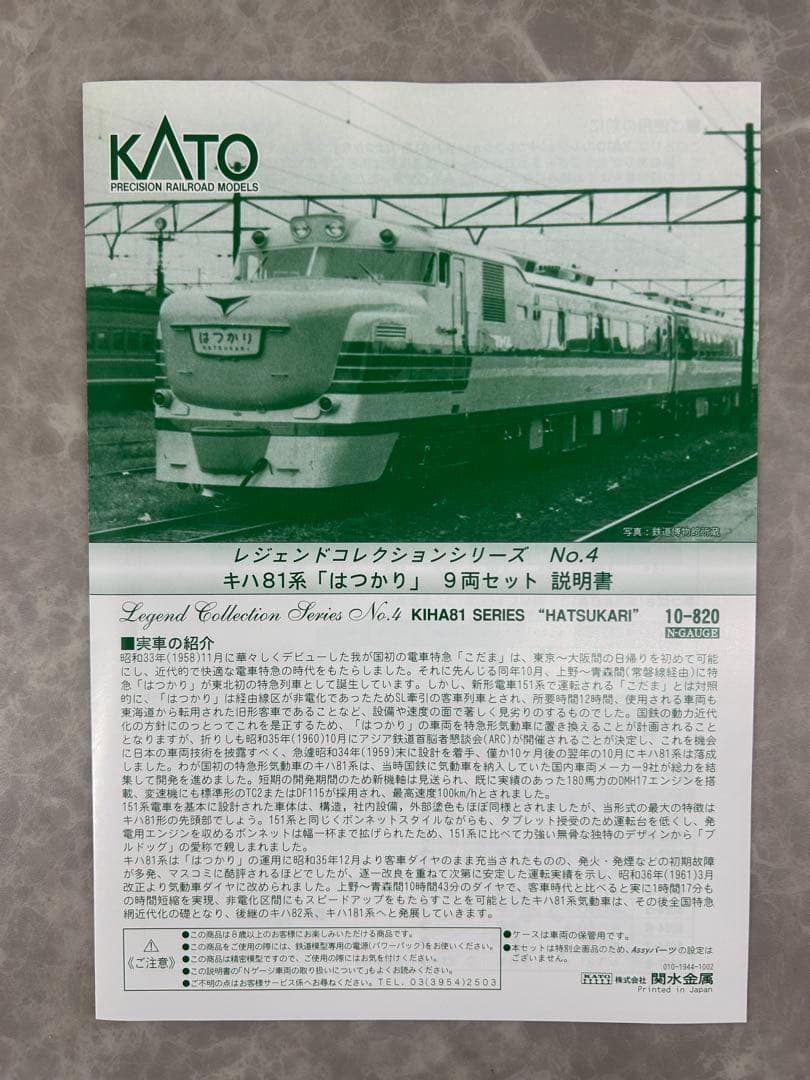 KATO
PRECISION RAILROAD MODELS
はつかり
HATSUKARI
写真：鉄道博物館所蔵
レジェンドコレクションシリーズ No.4
キハ81系「はつかり」 9両セット 説明書
Legend Collection Series No.4 KIHA81 SERIES “HATSUKARI” 10-820
N-GAUGE
■実車の紹介
昭和33年(1958)11月に華々しくデビューした我が国初の電車特急「こだま」は、東京～大阪間の日帰りを初めて可能
にし、近代的で快適な電車特急の時代をもたらしました。それに先んじる同年10月、上野～青森間(常磐線経由)に特
急「はつかり」が東北初の特急列車として誕生しています。しかし、新形電車151系で運転される「こだま」とは対照
的に、「はつかり」は経由線区が非電化であったためSL牽引の客車列車とされ、所要時間12時間、使用される車両も
東海道から転用された旧形客車であることなど、設備や速度の面で著しく見劣りのするものでした。国鉄の動力近代
化の方針にのっとってこれを是正するため、「はつかり」の車両を特急形気動車に置き換えることが計画されること
となりますが、折りしも昭和35年(1960)10月にアジア鉄道首脳者懇談会(ARC)が開催されることが決定し、これを機会
に日本の車両技術を披露すべく、急遽昭和34年(1959)末に設計を着手、僅か10ヶ月後の翌年の10月にキハ81系は落成
しました。わが国初の特急形気動車のキハ81系は、当時国鉄に気動車を納入していた国内車両メーカー9社が総力を結
集して開発を進めました。短期の開発期間のため新機軸は見送られ、既に実績のあった180馬力のDMH17エンジンを搭
載、変速機にも標準形のTC2またはDF115が採用され、最高速度100km/hとされました。
151系電車を基本に設計された車体は、構造，社内設備，外部塗色もほぼ同様とされましたが、当形式の最大の特徴は
キハ81形の先頭部でしょう。151系と同じくボンネットスタイルながらも、タブレット授受のため運転台を低くし、発
電用エンジンを収めるボンネットは幅一杯まで拡げられたため、151系に比べて力強い無骨な独特のデザインから「ブ
ルドッグ」の愛称で親しまれました。
キハ81系は「はつかり」の運用に昭和35年12月より客車ダイヤのまま充当されたものの、発火・発煙などの初期故障
が多発、マスコミに酷評されるほどでしたが、逐一改良を重ねて次第に安定した運転実績を示し、昭和36年(1961)3月
改正より気動車ダイヤに改められました。上野～青森間10時間43分のダイヤで、客車時代と比べると実に1時間17分も
の時間短縮を実現、非電化区間にもスピードアップをもたらすことを可能としたキハ81系気動車は、その後全国特急
網近代化の礎となり、後継のキハ82系、キハ181系へと発展していきます。
《ご注意》
●この商品は8歳以上のお客様にお楽しみいただける商品です。
●この商品をご使用の際には、鉄道模型専用の電源(パワーパック)をお使いください。
●この商品は精密模型ですので、ご使用の際にはお気を付けください。
●この説明書の「Nゲージ車両の取り扱いについて」もよくお読みください。
●ご不明の点はお客様サービス係へお尋ねください。TEL. 03(3954)2503
●ケースは車両の保管用です。
●本セットは特別企画品のため、Assyパーツの設定は
ございません。
010-1944-1002
KATO 株式会社 関水金属
Printed in Japan